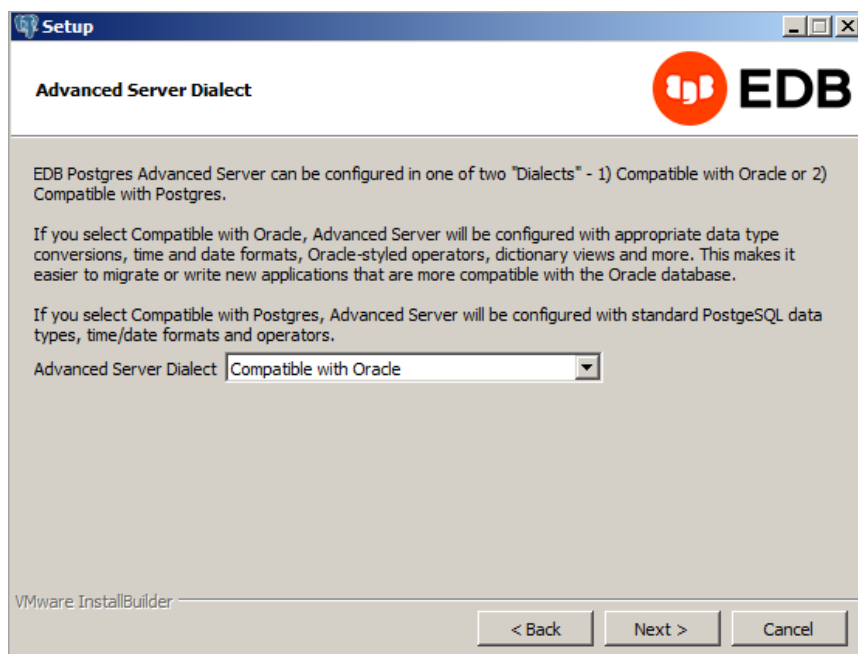 Setup
Advanced Server Dialect
EDB
EDB Postgres Advanced Server can be configured in one of two "Dialects" - 1) Compatible with Oracle or 2)
Compatible with Postgres.
If you select Compatible with Oracle, Advanced Server will be configured with appropriate data type
conversions, time and date formats, Oracle-styled operators, dictionary views and more. This makes it
easier to migrate or write new applications that are more compatible with the Oracle database.
If you select Compatible with Postgres, Advanced Server will be configured with standard PostgeSQL data
types, time/date formats and operators.
Advanced Server Dialect Compatible with Oracle
VMware InstallBuilder
< Back Next > Cancel